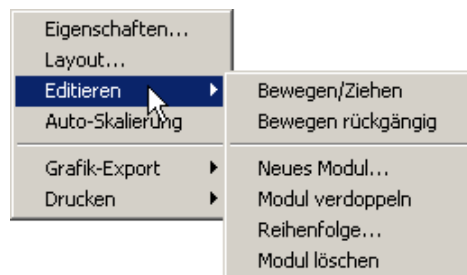 Eigenschaften...
Layout...
Editieren
Auto-Skalierung
Grafik-Export
Drucken
Bewegen/Ziehen
Bewegen rückgängig
Neues Modul...
Modul verdoppeln
Reihenfolge...
Modul löschen